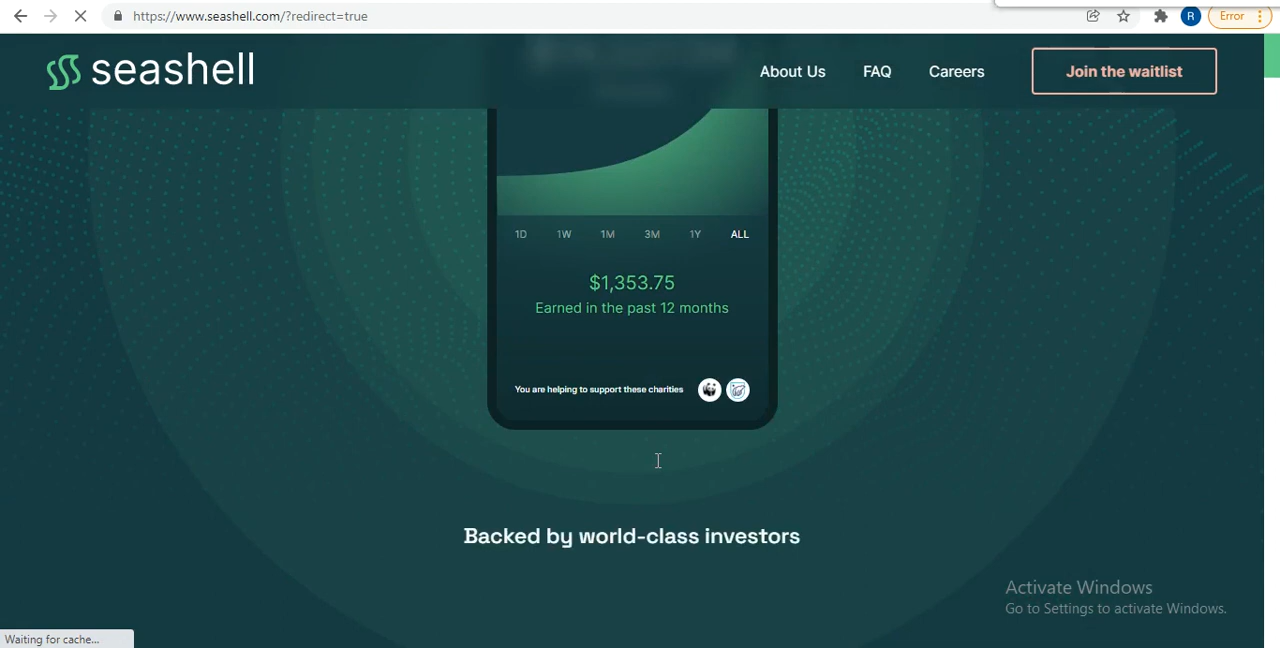 https://www.seashell.com/?redirect=true
R
Error
seashell
About Us
FAQ
Careers
Join the waitlist
1D 1W 1M 3M 1Y ALL
$1,353.75
Earned in the past 12 months
You are helping to support these charities
Backed by world-class investors
Activate Windows
Go to Settings to activate Windows.
Waiting for cache...